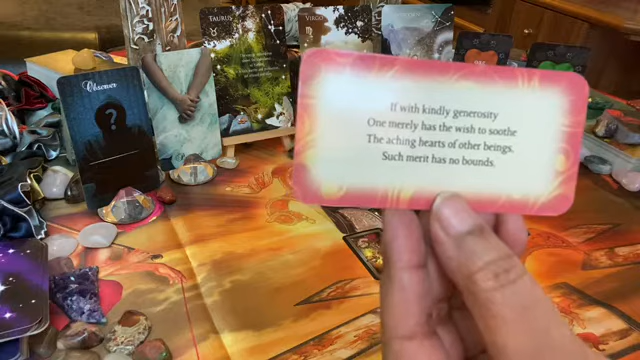 TAURUS
VIRGO
Observer
If with kindly generosity
One merely has the wish to soothe
The aching hearts of other beings,
Such merit has no bounds.